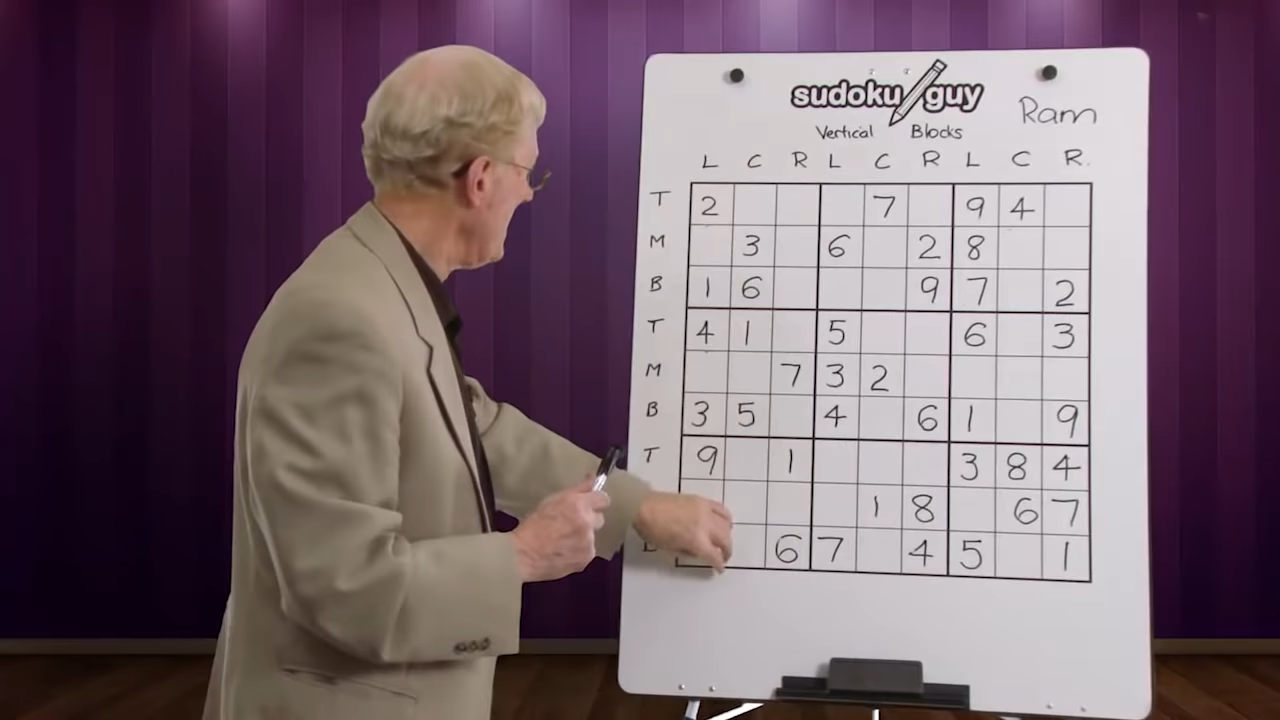 sudoku guy
Ram
Vertical Blocks
L C R L C R L C R.
T 2 7 9 4
M 3 6 2 8
B 1 6 9 7 2
T 4 1 5 6 3
M 7 3 2
B 3 5 4 6 1 9
T 9 1 3 8 4
1 8 6 7
6 7 4 5 1